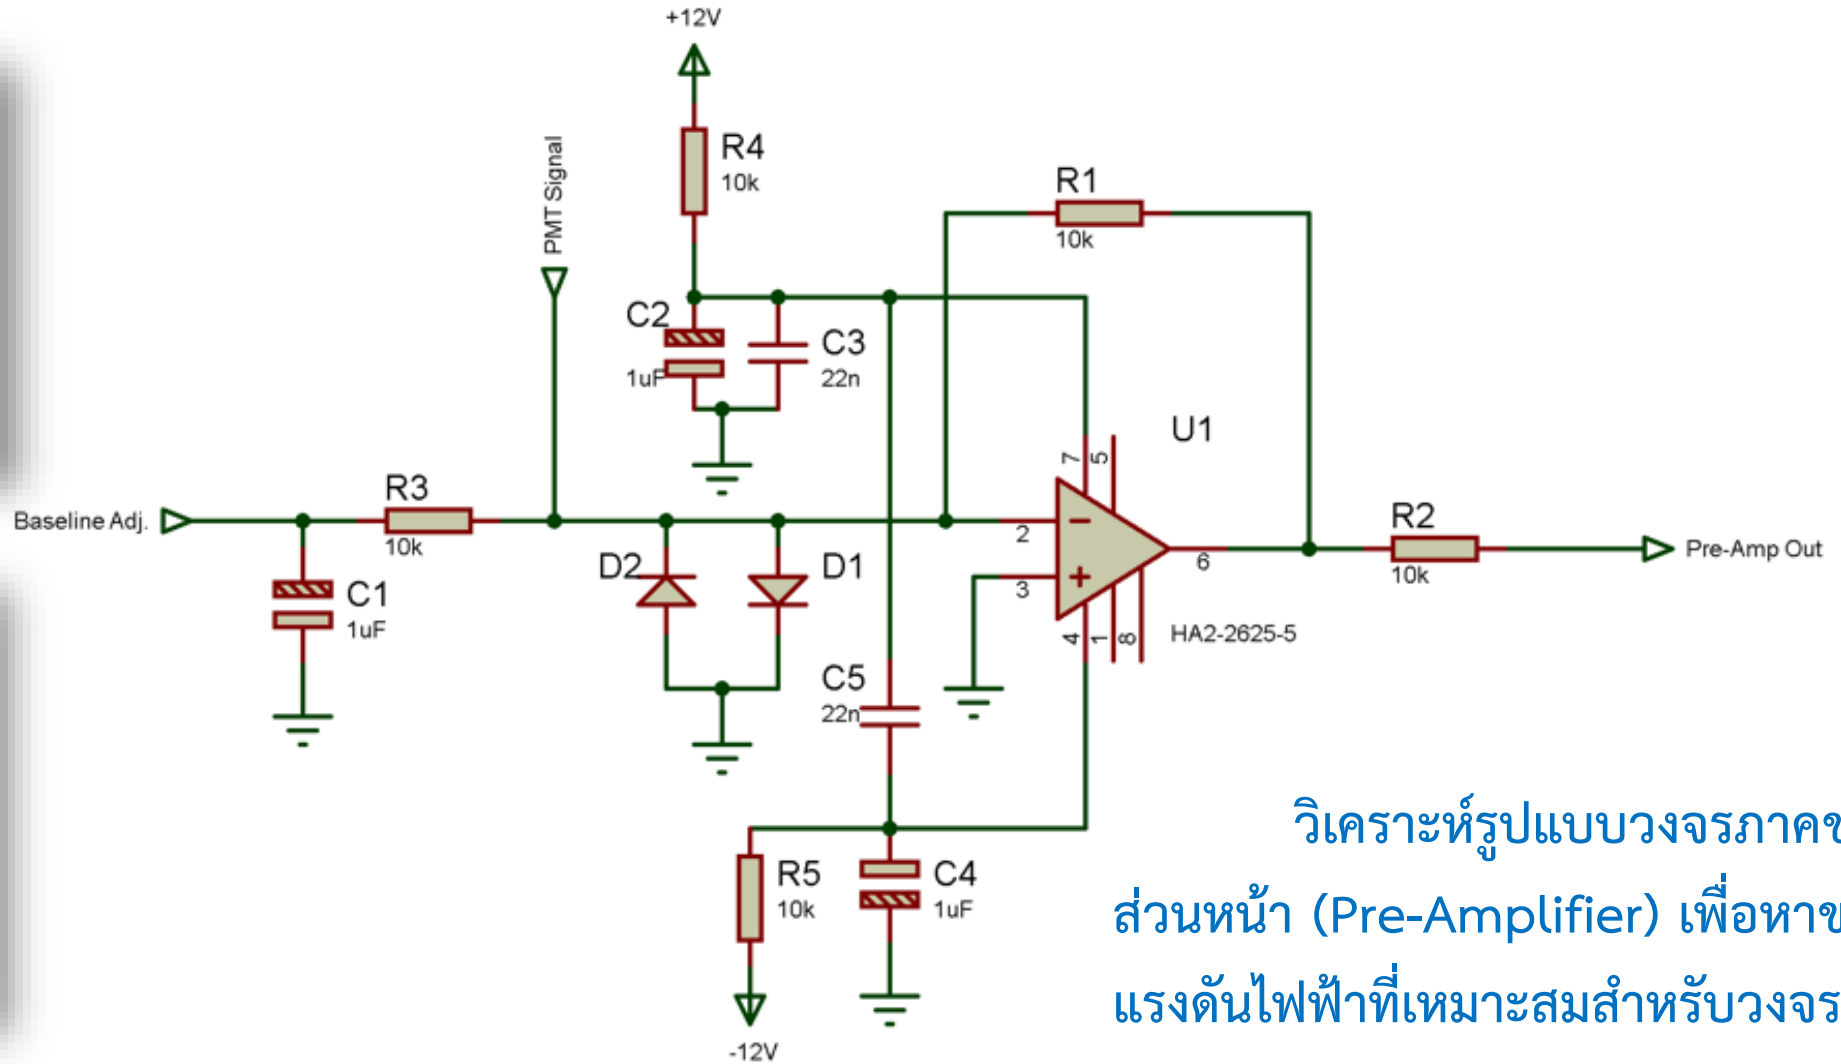 +12V
PMT Signal
R4
10k
R1
10k
C2
1uF
C3
22n
U1
7
5
Baseline Adj.
R3
10k
2
3
6
R2
10k
Pre-Amp Out
D2
D1
C1
1uF
4
1
8
HA2-2625-5
C5
22n
R5
10k
C4
1uF
-12V
วิเคราะห์รูปแบบวงจรภาคข
ส่วนหน้า (Pre-Amplifier) เพื่อหาข
แรงดันไฟฟ้าที่เหมาะสมสำหรับวงจร